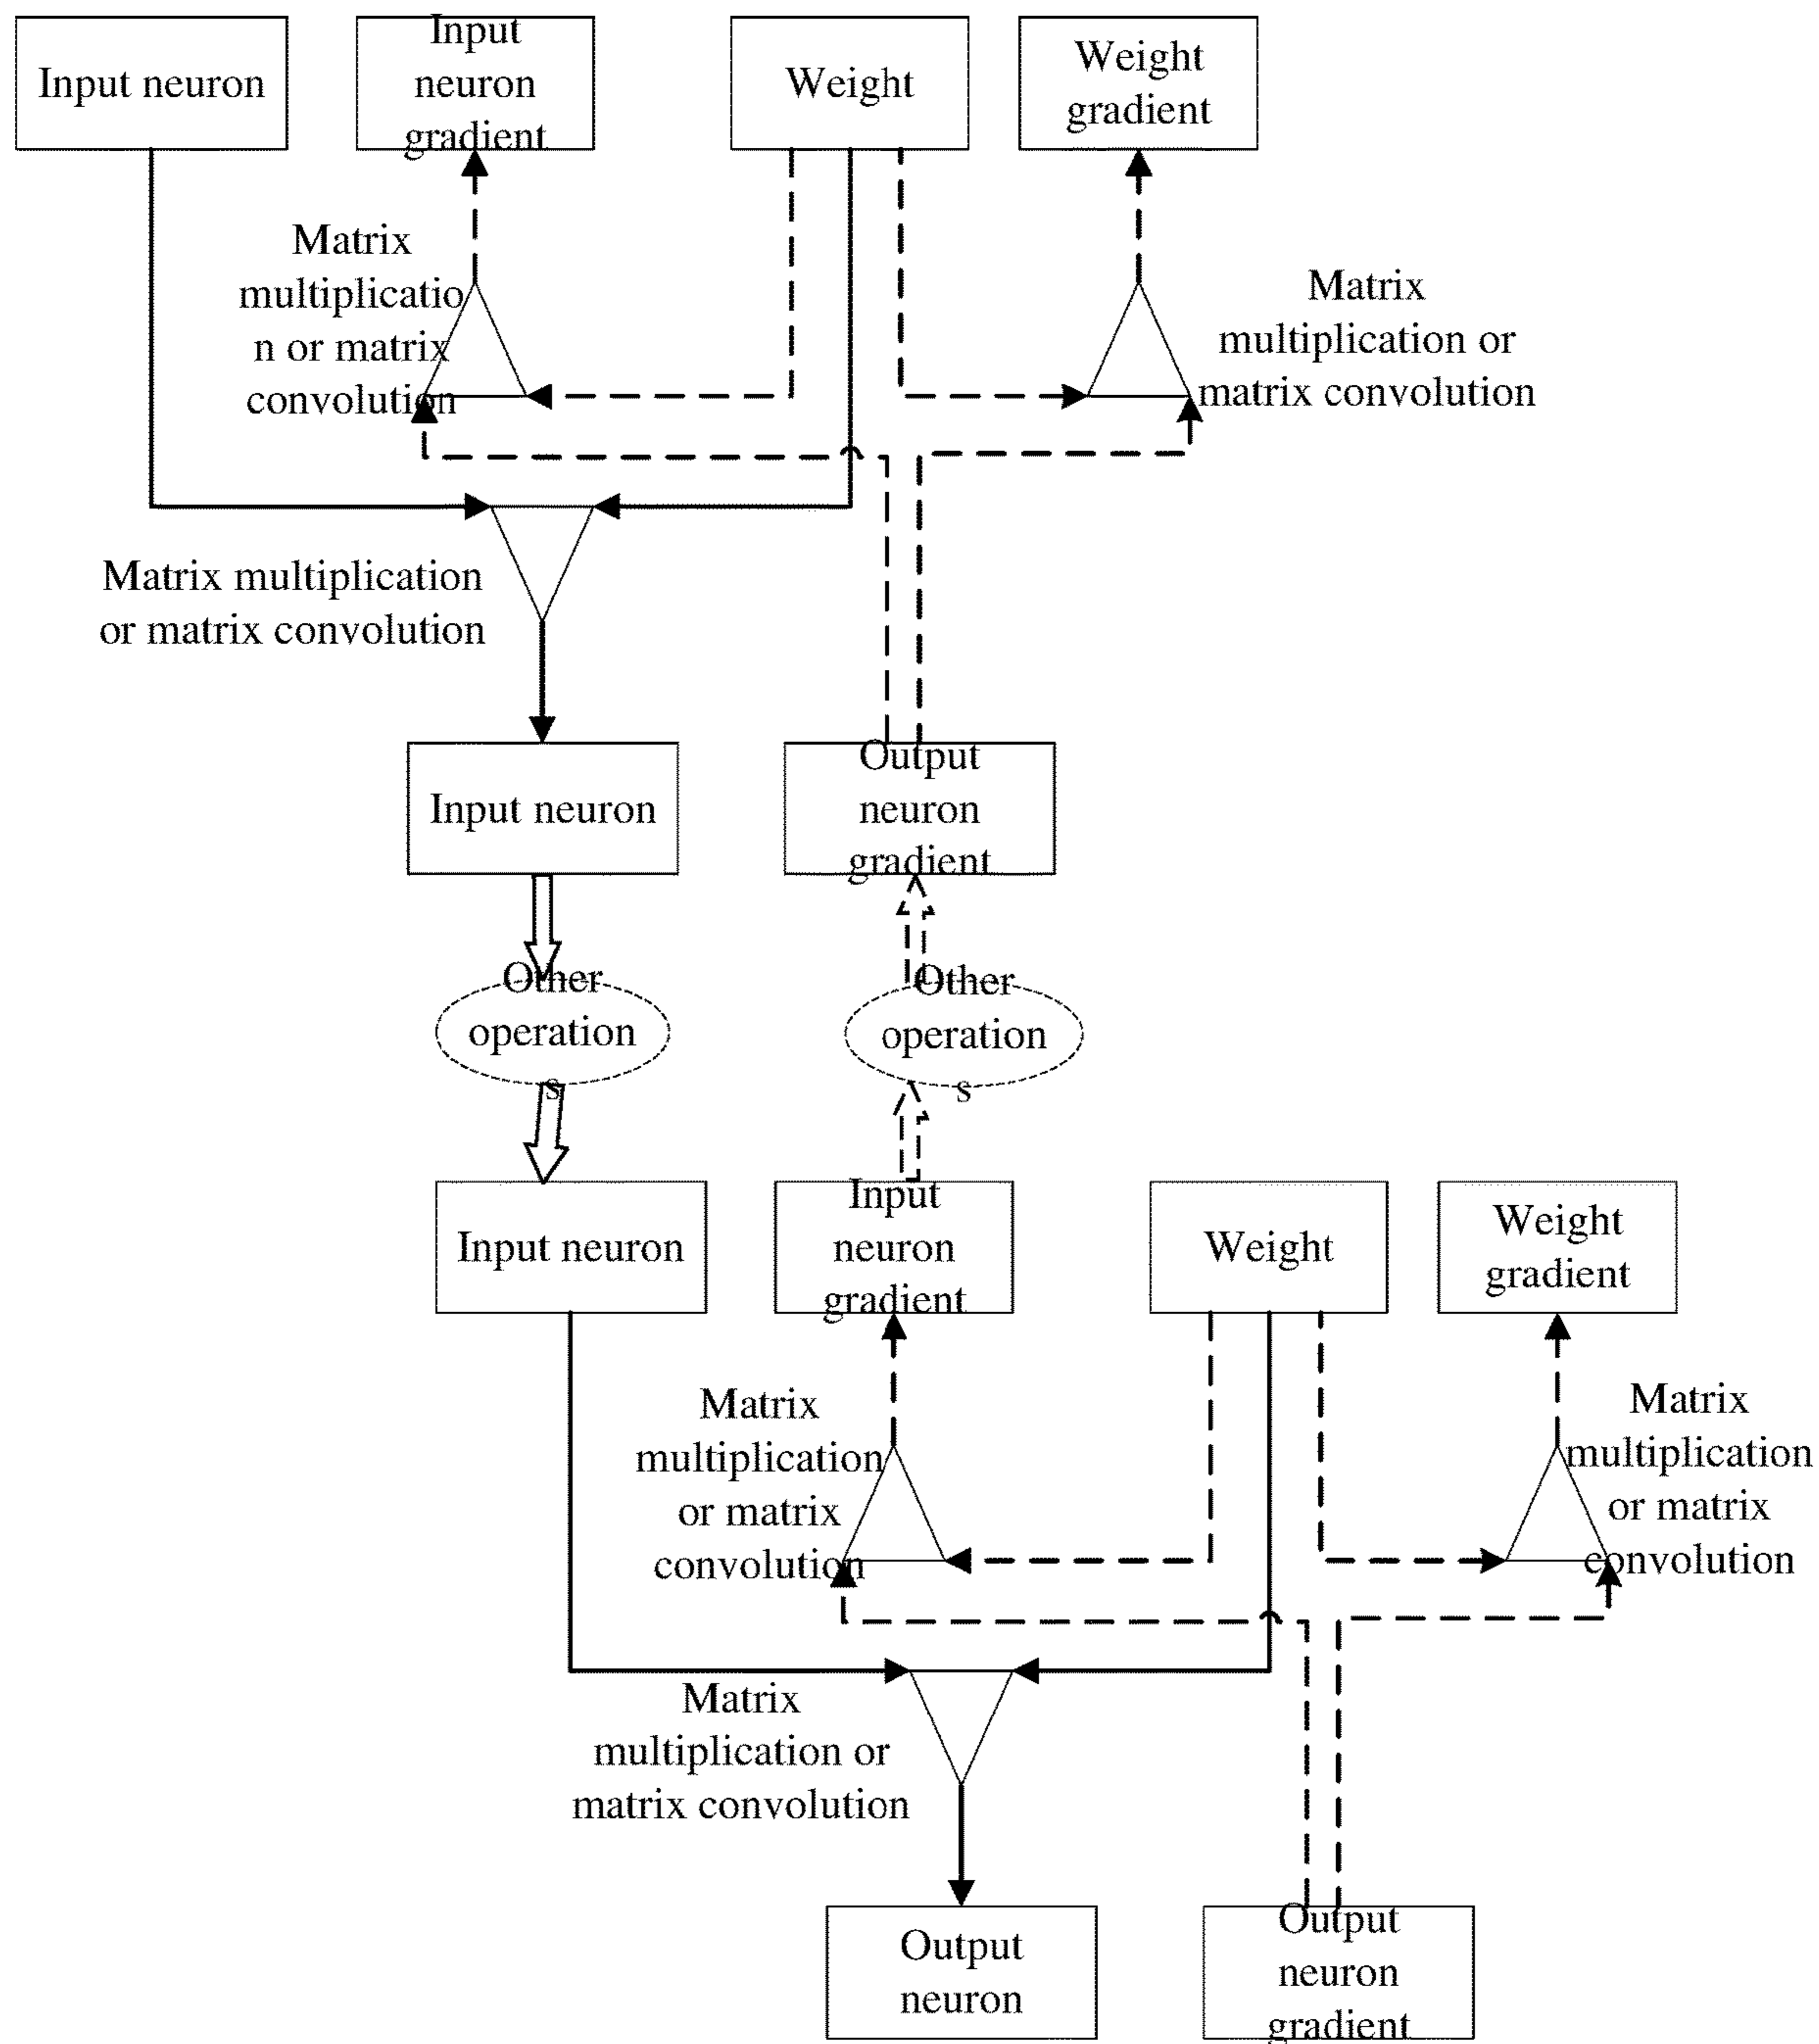 Input neuron
Input
neuron
gradient
Weight
Weight
gradient
Matrix
multiplicatio
n or matrix
convolution
Matrix
multiplication or
matrix convolution
Matrix multiplication
or matrix convolution
Input neuron
Output
neuron
gradient
Other
operation
s
Other
operation
s
Input neuron
Input
neuron
gradient
Weight
Weight
gradient
Matrix
multiplication
or matrix
convolution
Matrix
multiplication
or matrix
convolution
Matrix
multiplication or
matrix convolution
Output
neuron
Output
neuron
gradient